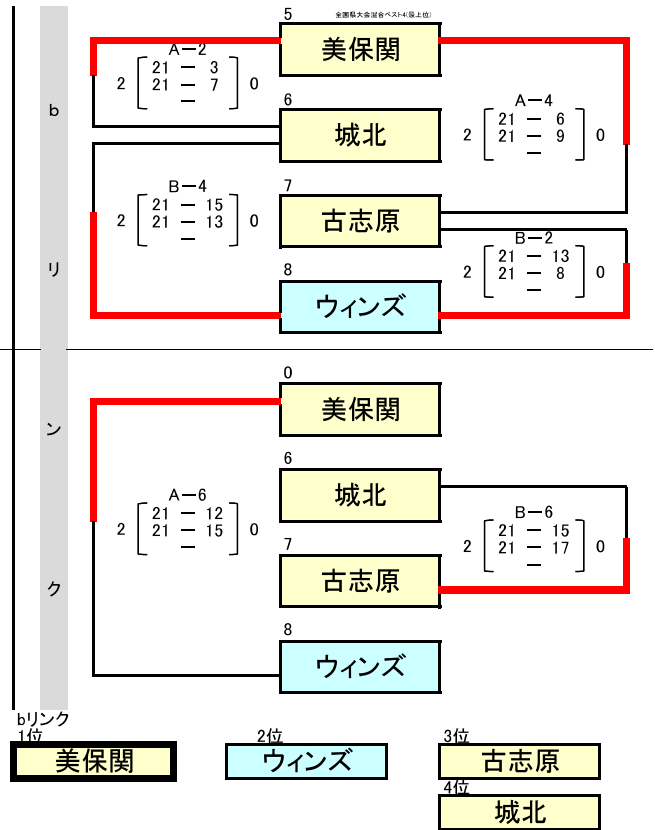 5 全国県大会混合ベスト4(最上位)
美保関
A－2
2 21 － 3 0
21 － 7
－
6
城北
A－4
2 21 － 6 0
21 － 9
－
b
7
古志原
B－4
2 21 － 15 0
21 － 13
－
B－2
2 21 － 13 0
21 － 8
－
リ
8
ウィンズ
0
美保関
ン
6
城北
A－6
2 21 － 12 0
21 － 15
－
B－6
2 21 － 15 0
21 － 17
－
7
古志原
ク
8
ウィンズ
bリンク
1位 2位 3位
美保関 ウィンズ 古志原
4位
城北